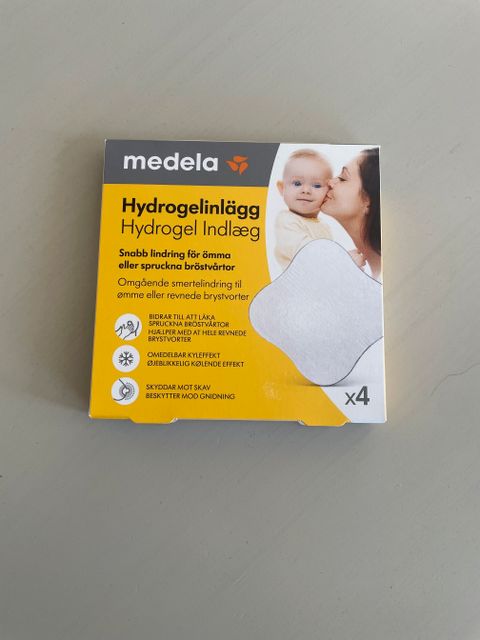 medela
Hydrogelinlägg
Hydrogel Indlæg
Snabb lindring för ömma
eller spruckna bröstvårtor
Omgående smertelindring til
ømme eller revnede brystvorter
BIDRAR TILL ATT LÄKA
SPRUCKNA BRÖSTVÅRTOR
HJÆLPER MED AT HELE REVNEDE
BRYSTVORTER
OMEDELBAR KYLEFFEKT
ØJEBLIKKELIG KØLENDE EFFEKT
SKYDDAR MOT SKAV
BESKYTTER MOD GNIDNING
x4